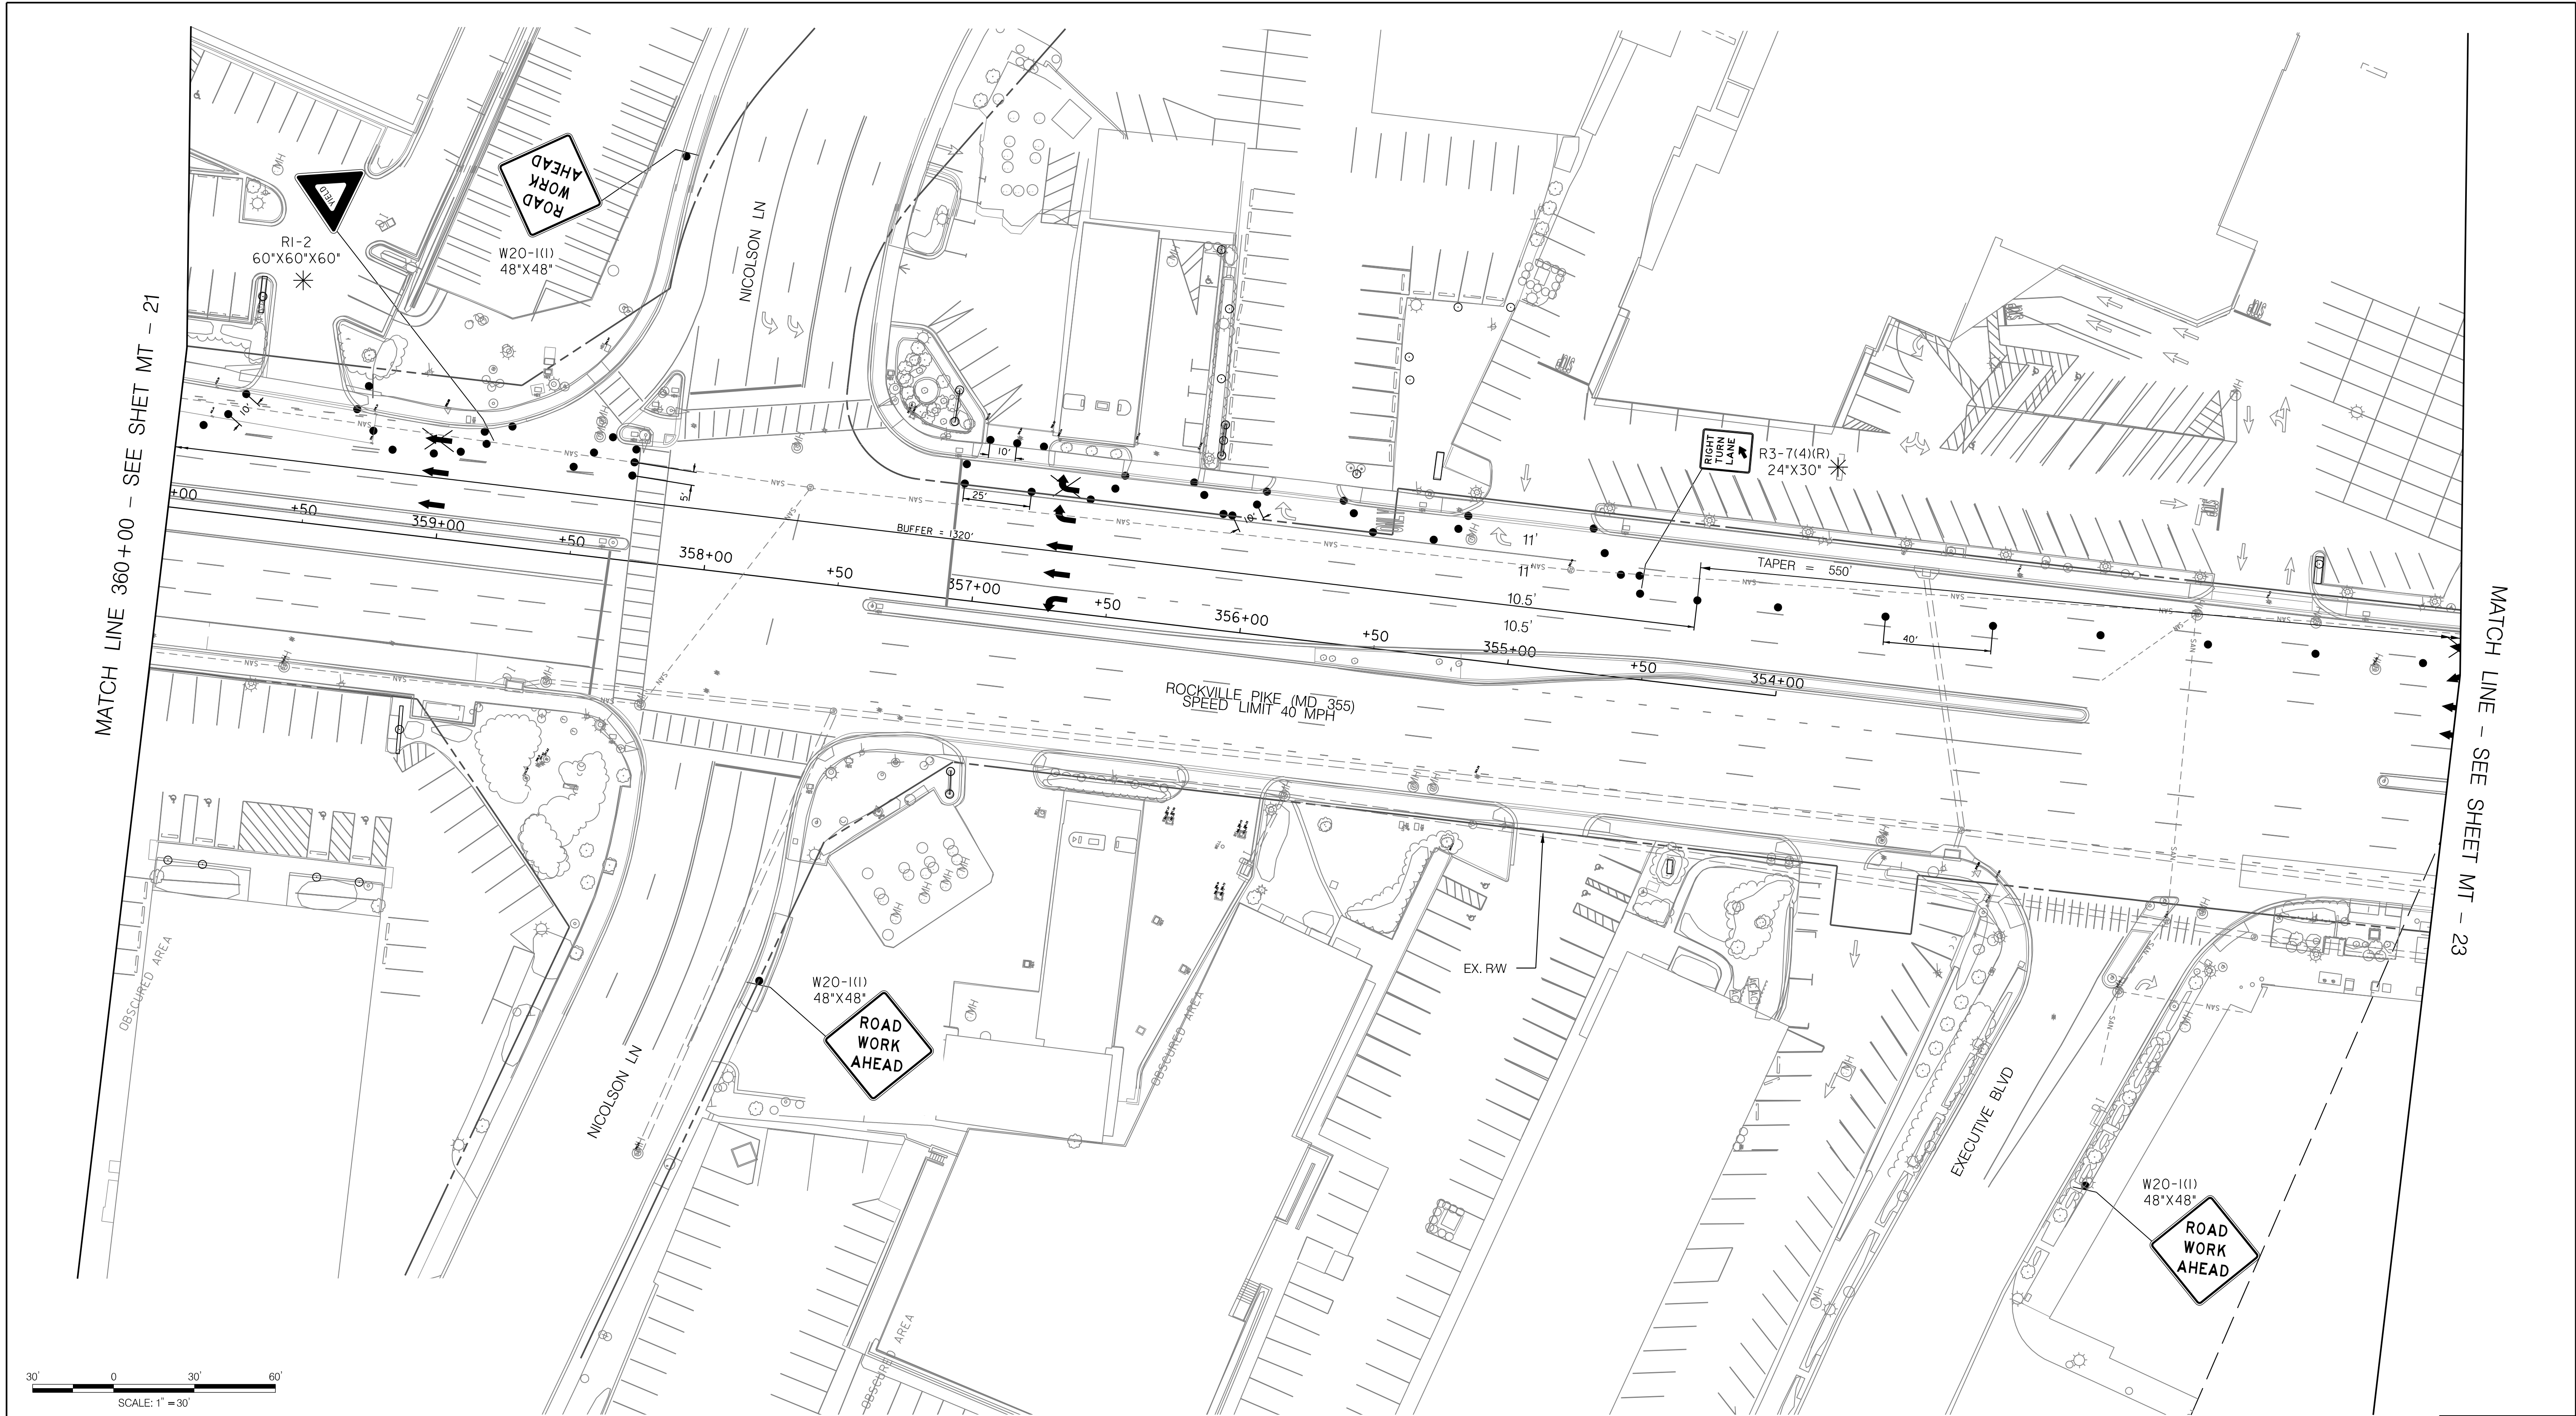 MATCH LINE 360+00 - SEE SHET MT - 21
YIELD
R1-2
60"X60"X60"
ROAD
WORK
AHEAD
W20-1(1)
48"X48"
NICOLSON LN
10'
5'
+00
+50
359+00
+50
358+00
+50
357+00
+50
356+00
+50
355+00
+50
354+00
BUFFER = 1320'
25'
10'
10'
11'
11'
10.5'
10.5'
RIGHT
TURN
LANE
R3-7(4)(R)
24"X30"
TAPER = 550'
40'
ROCKVILLE PIKE (MD 355)
SPEED LIMIT 40 MPH
EX. R/W
MATCH LINE - SEE SHEET MT - 23
OBSCURED AREA
NICOLSON LN
W20-1(1)
48"X48"
ROAD
WORK
AHEAD
OBSCURED AREA
OBSCURED AREA
EXECUTIVE BLVD
W20-1(1)
48"X48"
ROAD
WORK
AHEAD
30' 0 30' 60'
SCALE: 1" = 30'